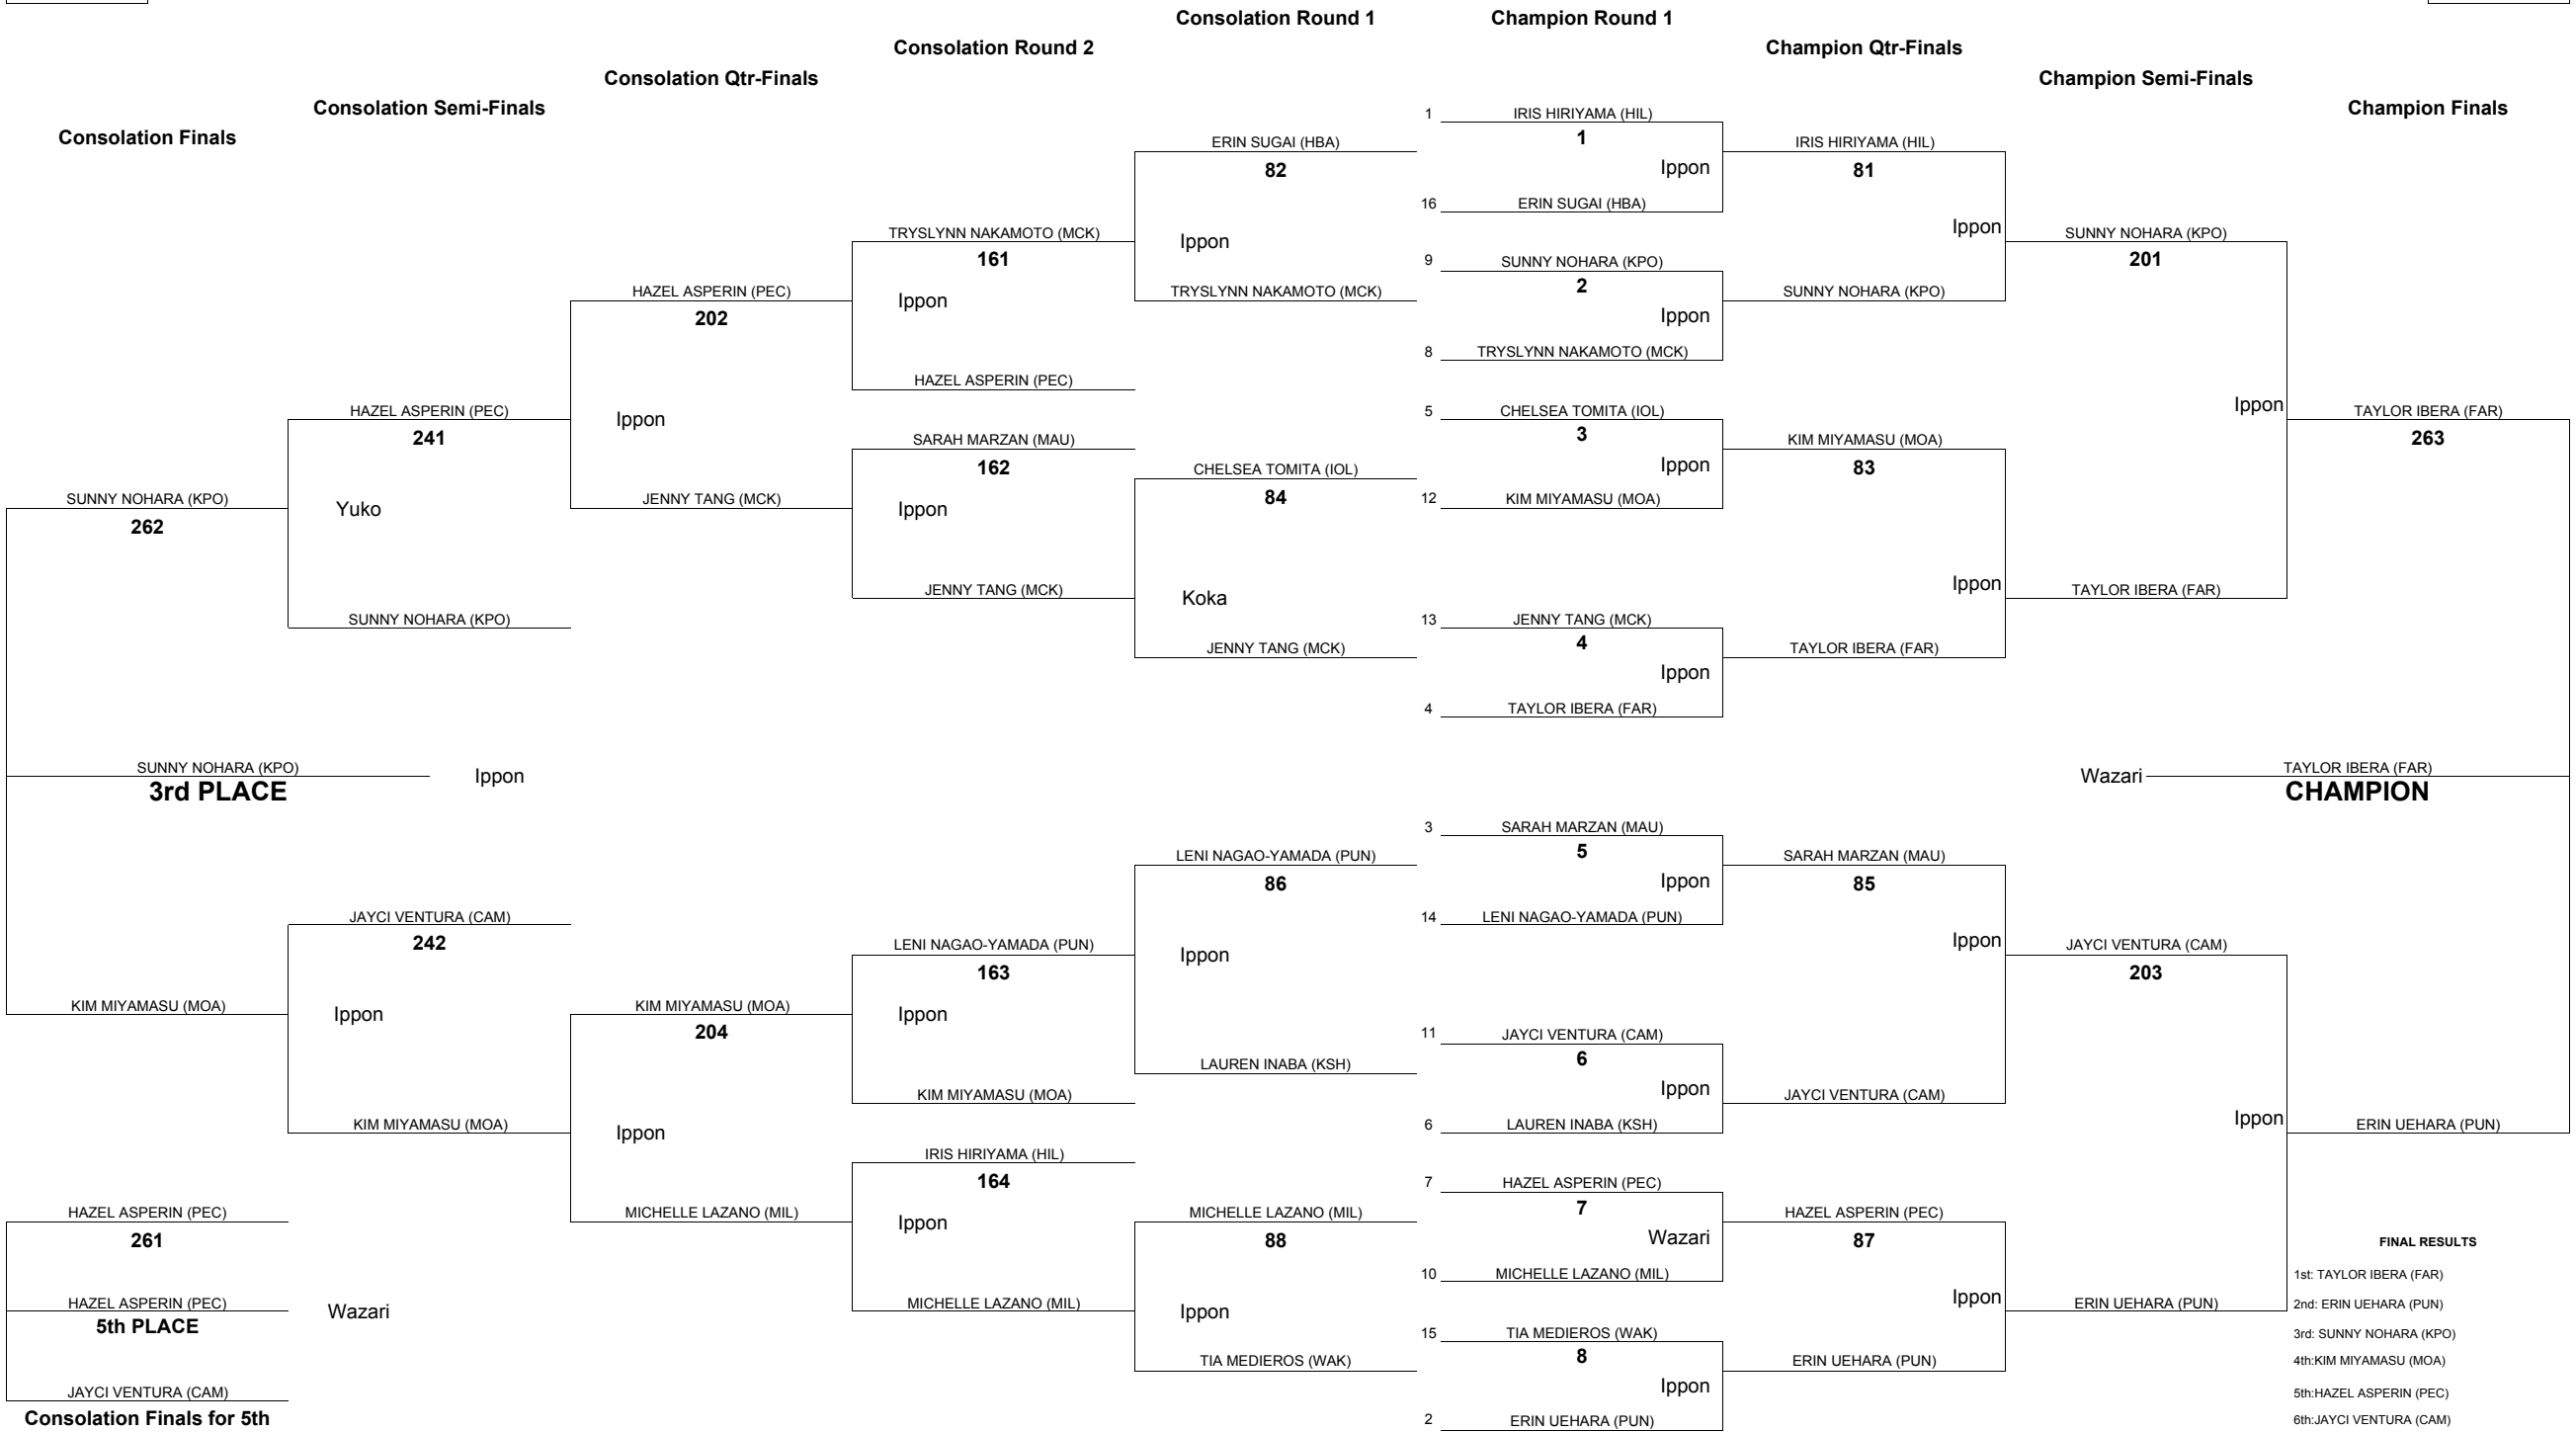 Consolation Round 1
Champion Round 1
Consolation Round 2
Champion Qtr-Finals
Consolation Qtr-Finals
Champion Semi-Finals
Consolation Semi-Finals
Champion Finals
Consolation Finals
SUNNY NOHARA (KPO)
262
SUNNY NOHARA (KPO)
3rd PLACE
Ippon
KIM MIYAMASU (MOA)
HAZEL ASPERIN (PEC)
261
HAZEL ASPERIN (PEC)
5th PLACE
Wazari
JAYCI VENTURA (CAM)
Consolation Finals for 5th
HAZEL ASPERIN (PEC)
241
Yuko
SUNNY NOHARA (KPO)
JAYCI VENTURA (CAM)
242
Ippon
KIM MIYAMASU (MOA)
HAZEL ASPERIN (PEC)
202
Ippon
JENNY TANG (MCK)
KIM MIYAMASU (MOA)
204
Ippon
MICHELLE LAZANO (MIL)
TRYSLYNN NAKAMOTO (MCK)
161
Ippon
HAZEL ASPERIN (PEC)
SARAH MARZAN (MAU)
162
Ippon
JENNY TANG (MCK)
LENI NAGAO-YAMADA (PUN)
163
Ippon
KIM MIYAMASU (MOA)
IRIS HIRIYAMA (HIL)
164
Ippon
MICHELLE LAZANO (MIL)
ERIN SUGAI (HBA)
82
Ippon
TRYSLYNN NAKAMOTO (MCK)
CHELSEA TOMITA (IOL)
84
Koka
JENNY TANG (MCK)
LENI NAGAO-YAMADA (PUN)
86
Ippon
LAUREN INABA (KSH)
MICHELLE LAZANO (MIL)
88
Ippon
TIA MEDIEROS (WAK)
1 IRIS HIRIYAMA (HIL)
1
Ippon
16 ERIN SUGAI (HBA)
9 SUNNY NOHARA (KPO)
2
Ippon
8 TRYSLYNN NAKAMOTO (MCK)
5 CHELSEA TOMITA (IOL)
3
Ippon
12 KIM MIYAMASU (MOA)
13 JENNY TANG (MCK)
4
Ippon
4 TAYLOR IBERA (FAR)
3 SARAH MARZAN (MAU)
5
Ippon
14 LENI NAGAO-YAMADA (PUN)
11 JAYCI VENTURA (CAM)
6
Ippon
6 LAUREN INABA (KSH)
7 HAZEL ASPERIN (PEC)
7
Wazari
10 MICHELLE LAZANO (MIL)
15 TIA MEDIEROS (WAK)
8
Ippon
2 ERIN UEHARA (PUN)
IRIS HIRIYAMA (HIL)
81
Ippon
SUNNY NOHARA (KPO)
KIM MIYAMASU (MOA)
83
Ippon
TAYLOR IBERA (FAR)
SARAH MARZAN (MAU)
85
Ippon
JAYCI VENTURA (CAM)
HAZEL ASPERIN (PEC)
87
Ippon
ERIN UEHARA (PUN)
SUNNY NOHARA (KPO)
201
Ippon
TAYLOR IBERA (FAR)
JAYCI VENTURA (CAM)
203
Ippon
ERIN UEHARA (PUN)
TAYLOR IBERA (FAR)
263
Wazari
TAYLOR IBERA (FAR)
CHAMPION
ERIN UEHARA (PUN)
FINAL RESULTS
1st: TAYLOR IBERA (FAR)
2nd: ERIN UEHARA (PUN)
3rd: SUNNY NOHARA (KPO)
4th:KIM MIYAMASU (MOA)
5th:HAZEL ASPERIN (PEC)
6th:JAYCI VENTURA (CAM)